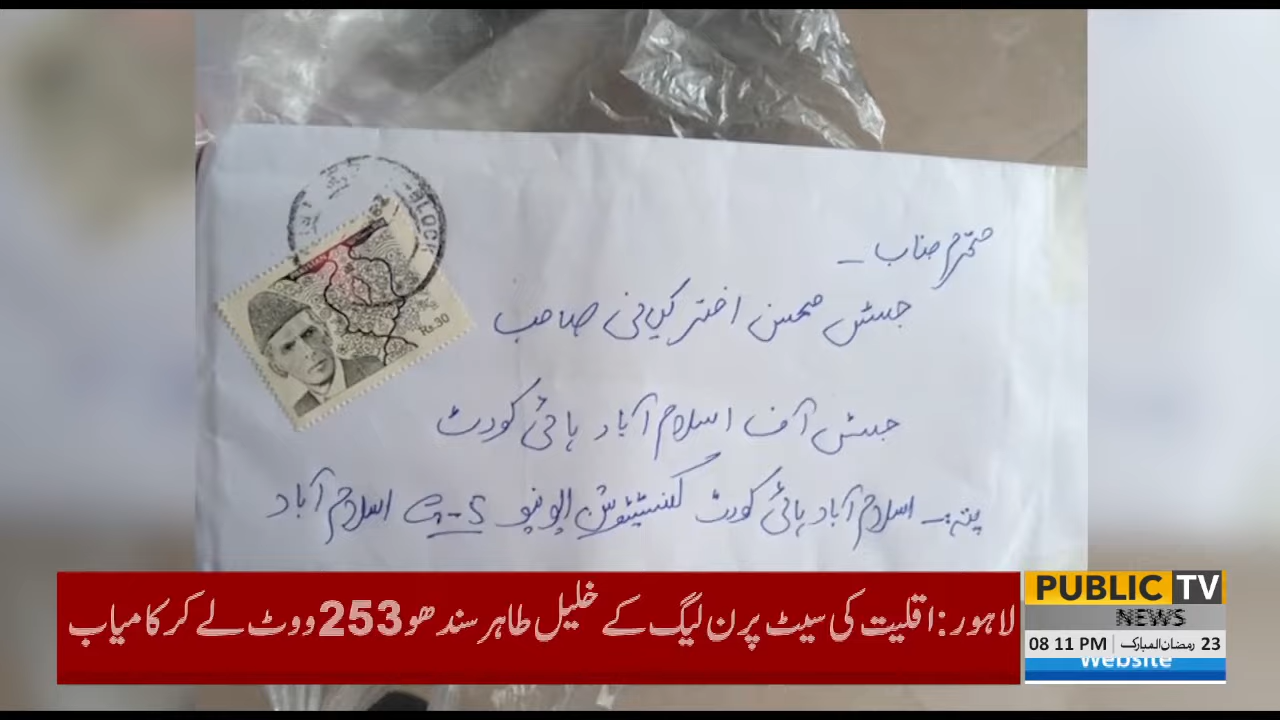 BLOCK
Rs.30
محترم جناب ۔
جسٹس محسن اختر کیانی صاحب
جسٹس آف اسلام آباد ہائی کورٹ
پتہ:۔ اسلام آباد ہائی کورٹ کنسٹیٹیوشن ایونیو G-5 اسلام آباد
لاہور: اقلیت کی سیٹ پر ن لیگ کے خلیل طاہر سندھو 253 ووٹ لے کر کامیاب
PUBLIC TV
NEWS
08 11 PM 23 رمضان المبارک
Website